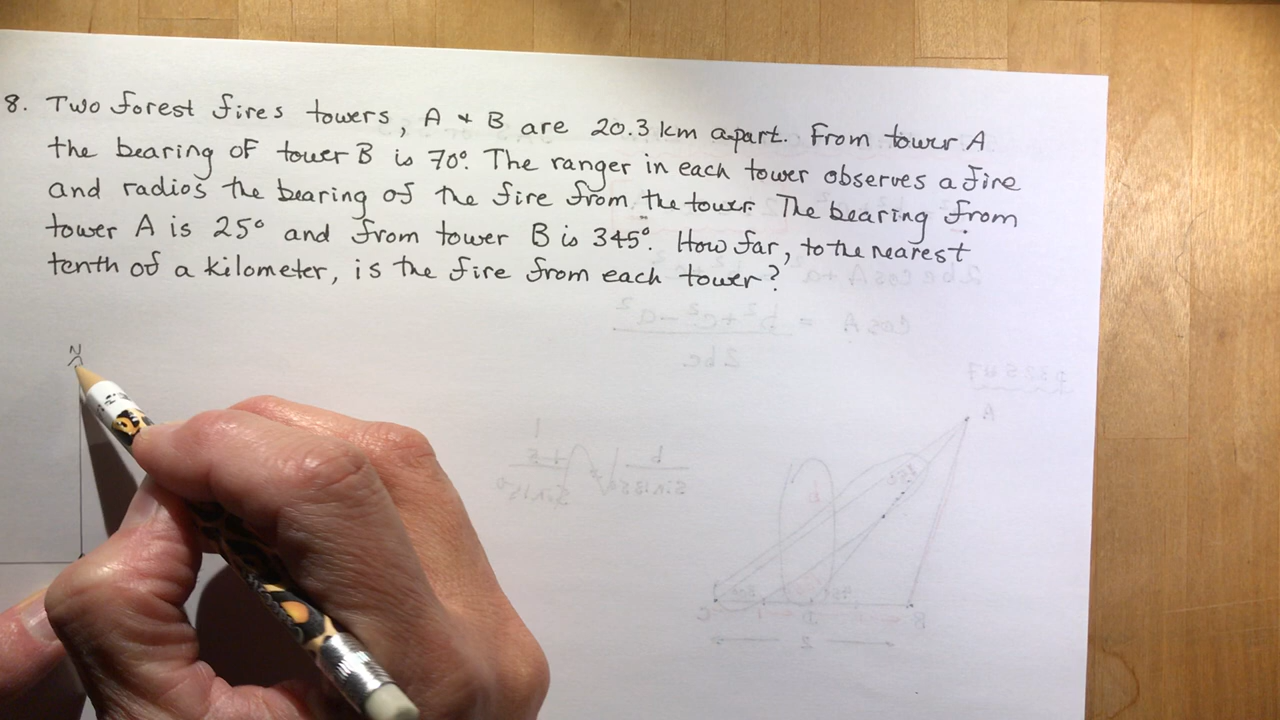 8. Two forest fires towers, A & B are 20.3 km apart. From tower A
the bearing of tower B is 70°. The ranger in each tower observes a fire
and radios the bearing of the fire from the tower. The bearing from
tower A is 25° and from tower B is 345°. How far, to the nearest
tenth of a kilometer, is the fire from each tower?
N